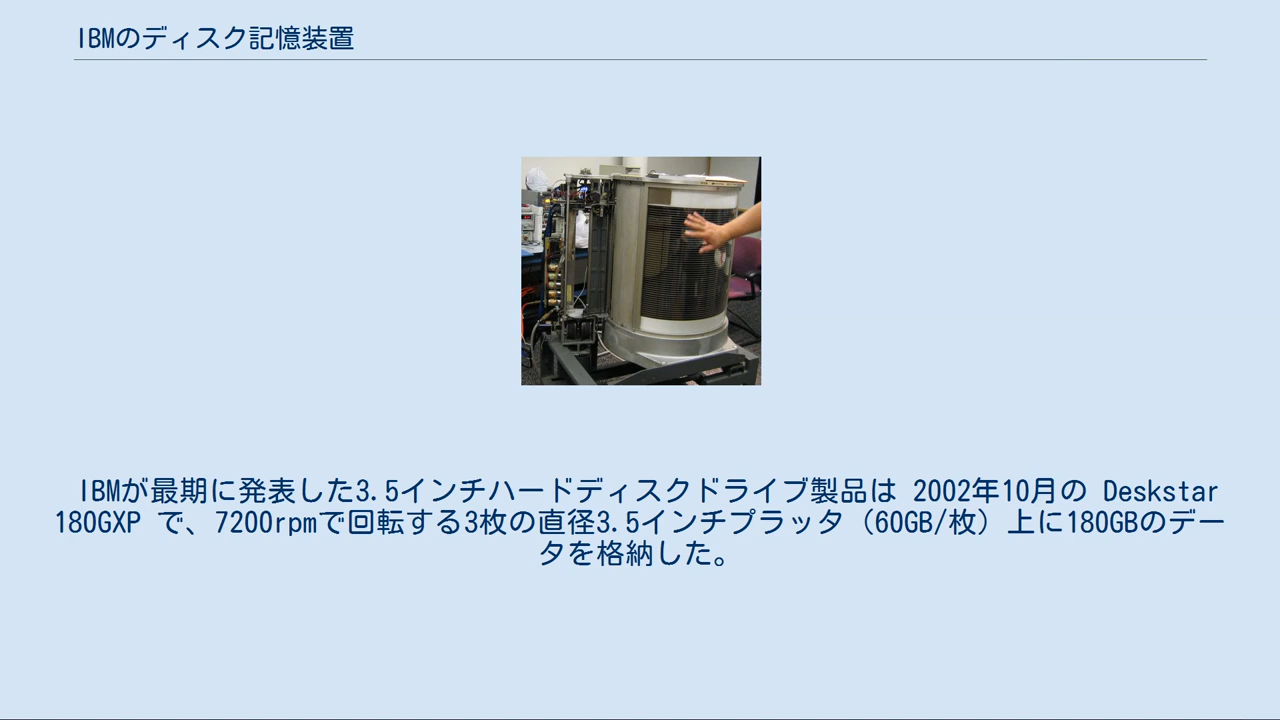 IBMのディスク記憶装置
IBMが最期に発表した3.5インチハードディスクドライブ製品は 2002年10月の Deskstar
180GXP で、7200rpmで回転する3枚の直径3.5インチプラッタ（60GB/枚）上に180GBのデー
タを格納した。